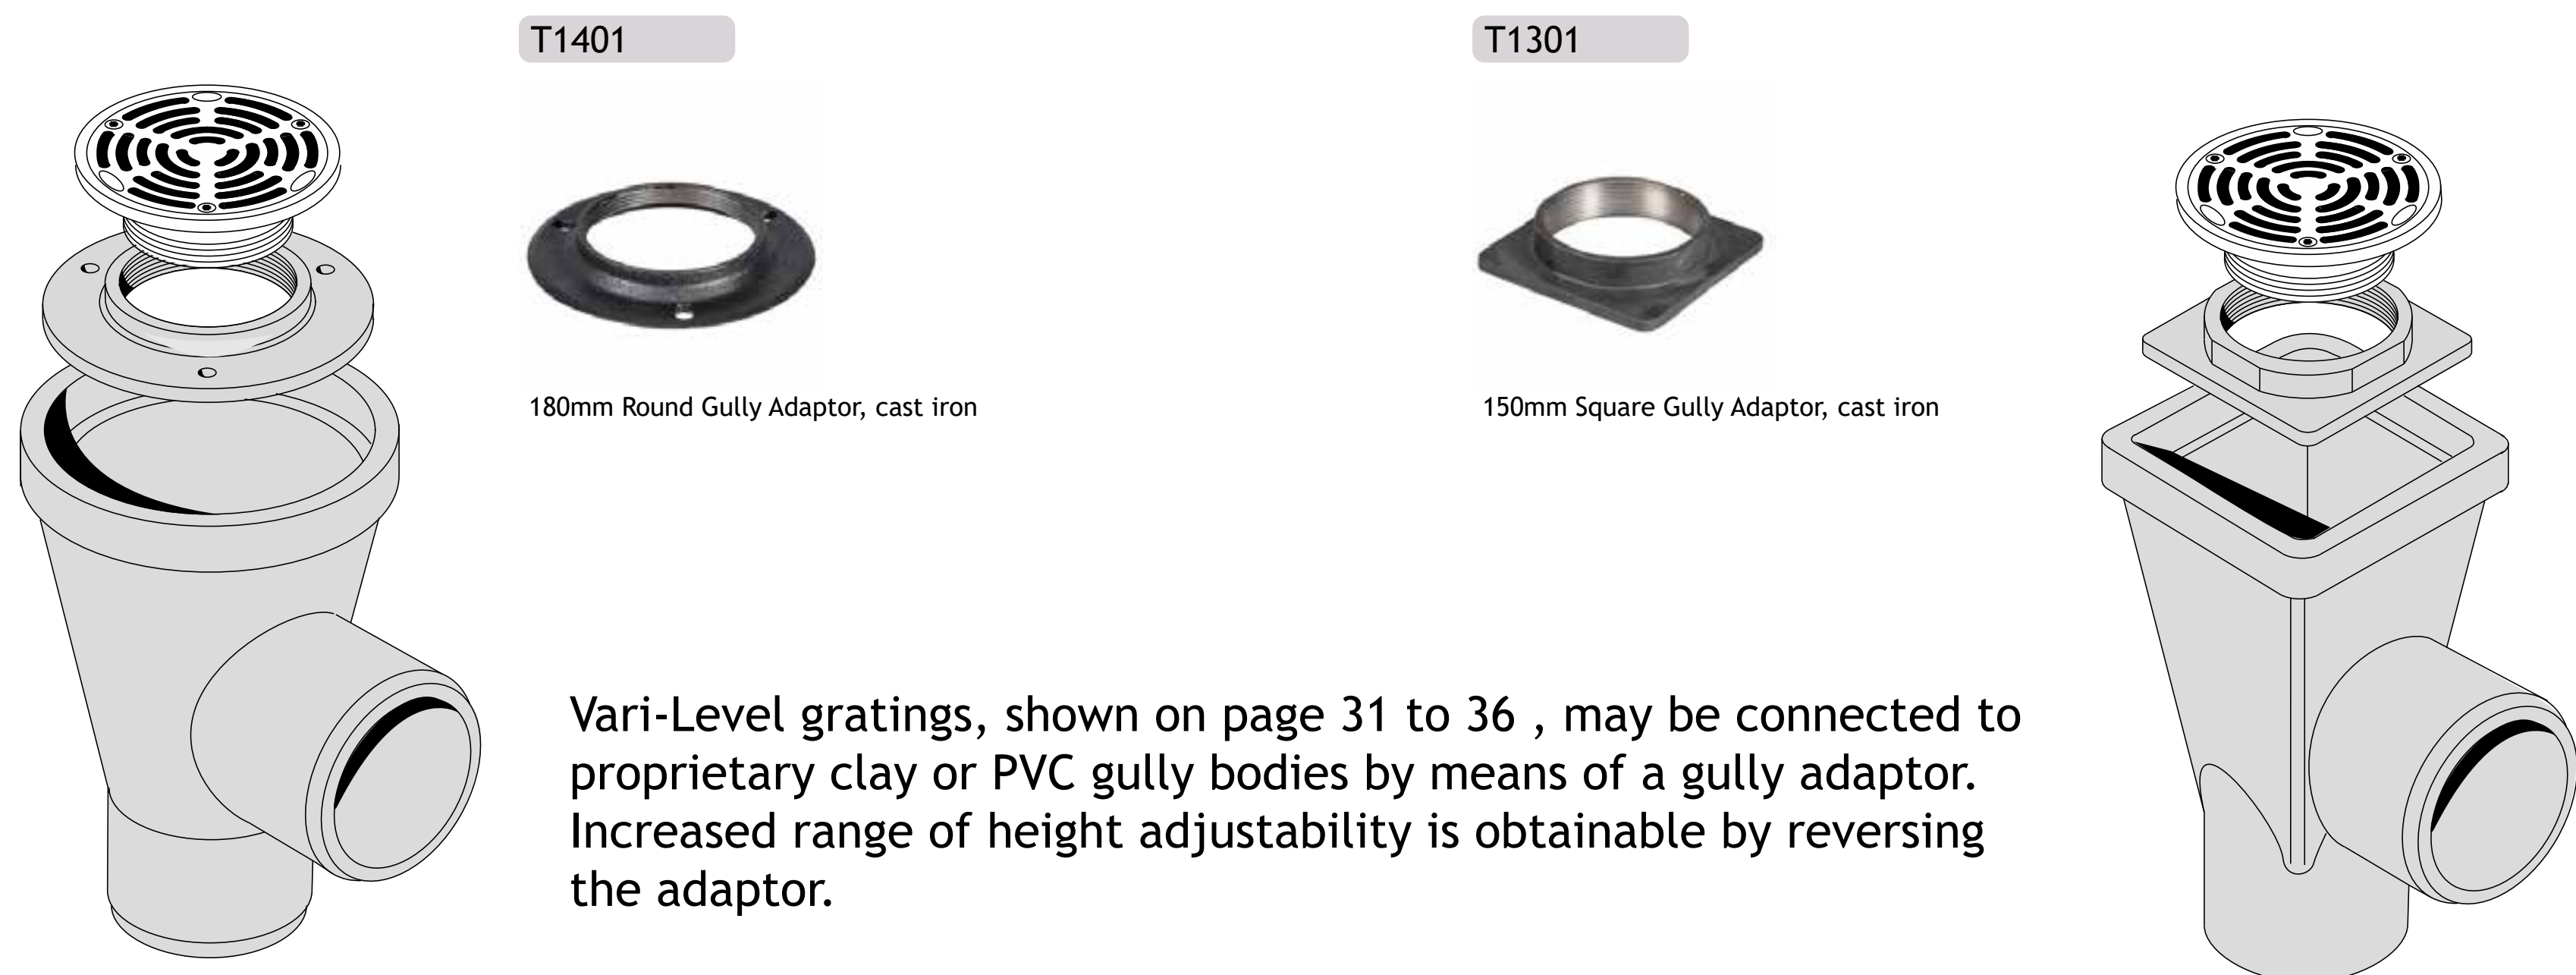 T1401
T1301
180mm Round Gully Adaptor, cast iron
150mm Square Gully Adaptor, cast iron
Vari-Level gratings, shown on page 31 to 36 , may be connected to
proprietary clay or PVC gully bodies by means of a gully adaptor.
Increased range of height adjustability is obtainable by reversing
the adaptor.